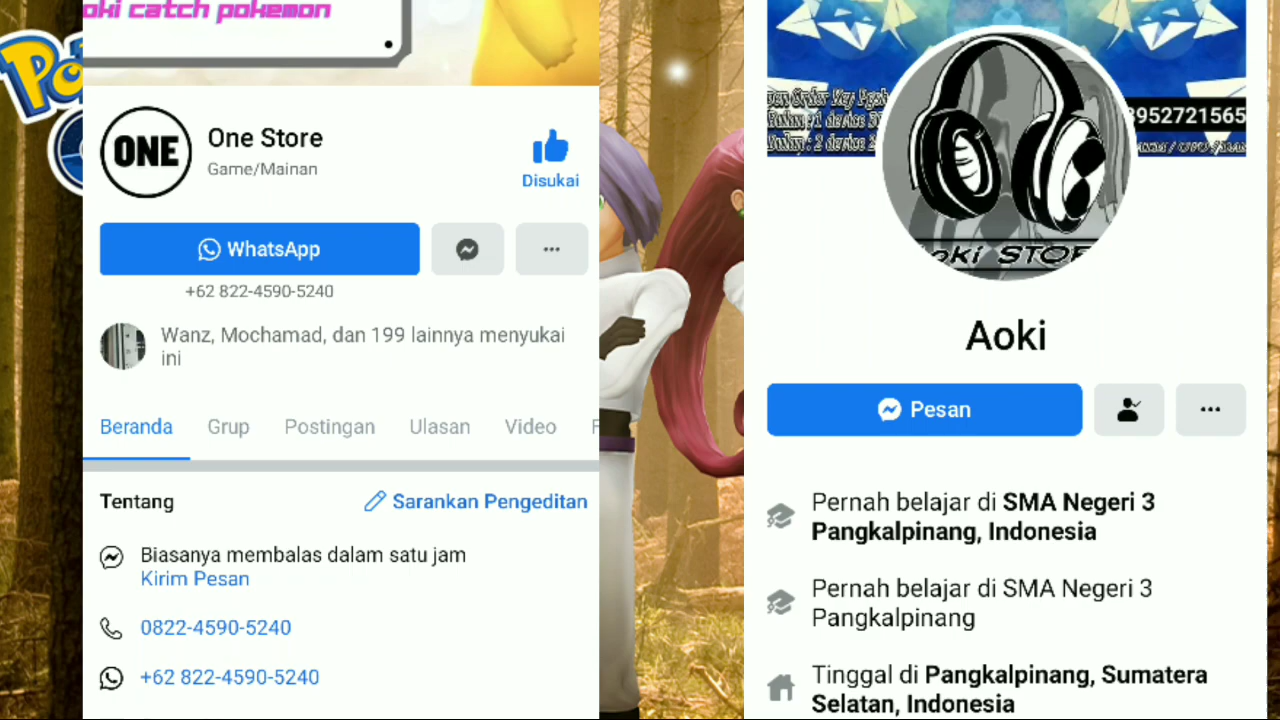 oki catch pokemon
Po
ONE
One Store
Game/Mainan
Disukai
WhatsApp
+62 822-4590-5240
Wanz, Mochamad, dan 199 lainnya menyukai
ini
Beranda Grup Postingan Ulasan Video
Tentang
Sarankan Pengeditan
Biasanya membalas dalam satu jam
Kirim Pesan
0822-4590-5240
+62 822-4590-5240
8952721565
oki STOR
Aoki
Pesan
Pernah belajar di SMA Negeri 3
Pangkalpinang, Indonesia
Pernah belajar di SMA Negeri 3
Pangkalpinang
Tinggal di Pangkalpinang, Sumatera
Selatan, Indonesia